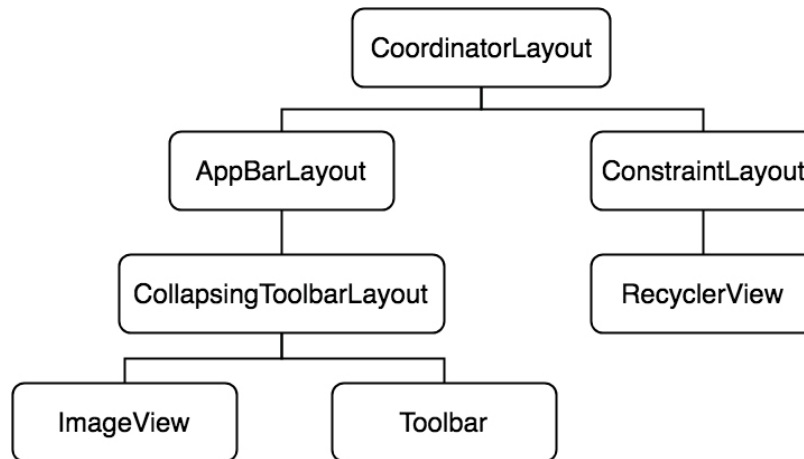 CoordinatorLayout
AppBarLayout
ConstraintLayout
CollapsingToolbarLayout
RecyclerView
ImageView
Toolbar